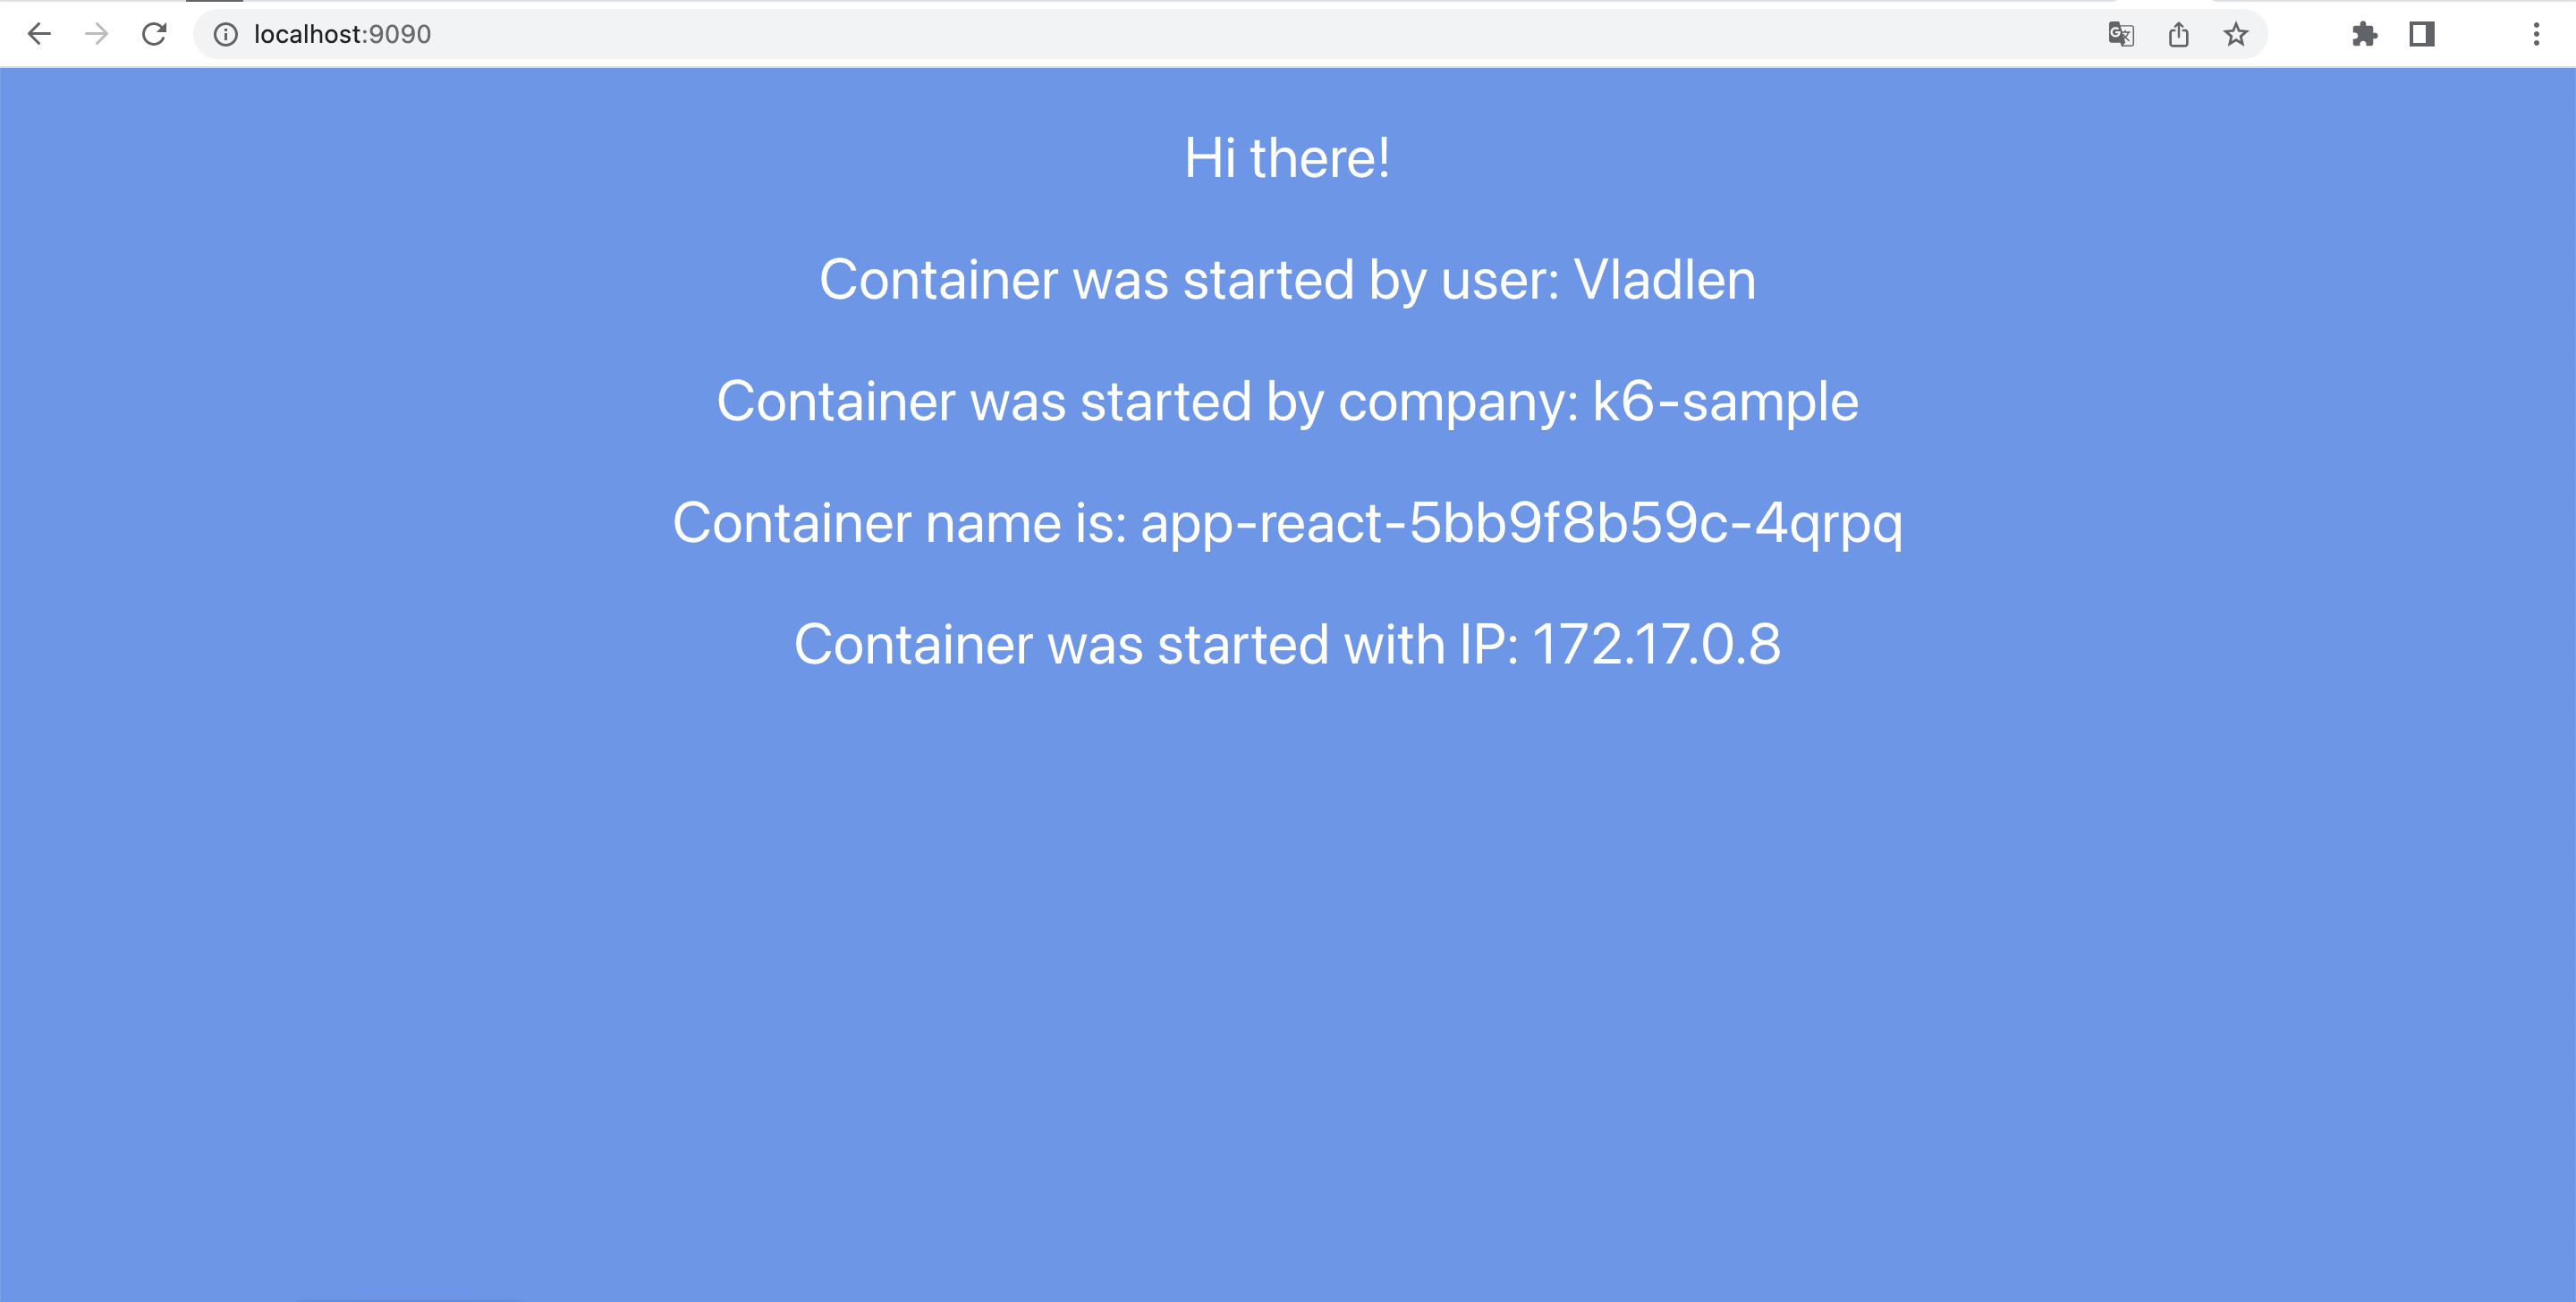 localhost:9090
Hi there!
Container was started by user: Vladlen
Container was started by company: k6-sample
Container name is: app-react-5bb9f8b59c-4qrpq
Container was started with IP: 172.17.0.8